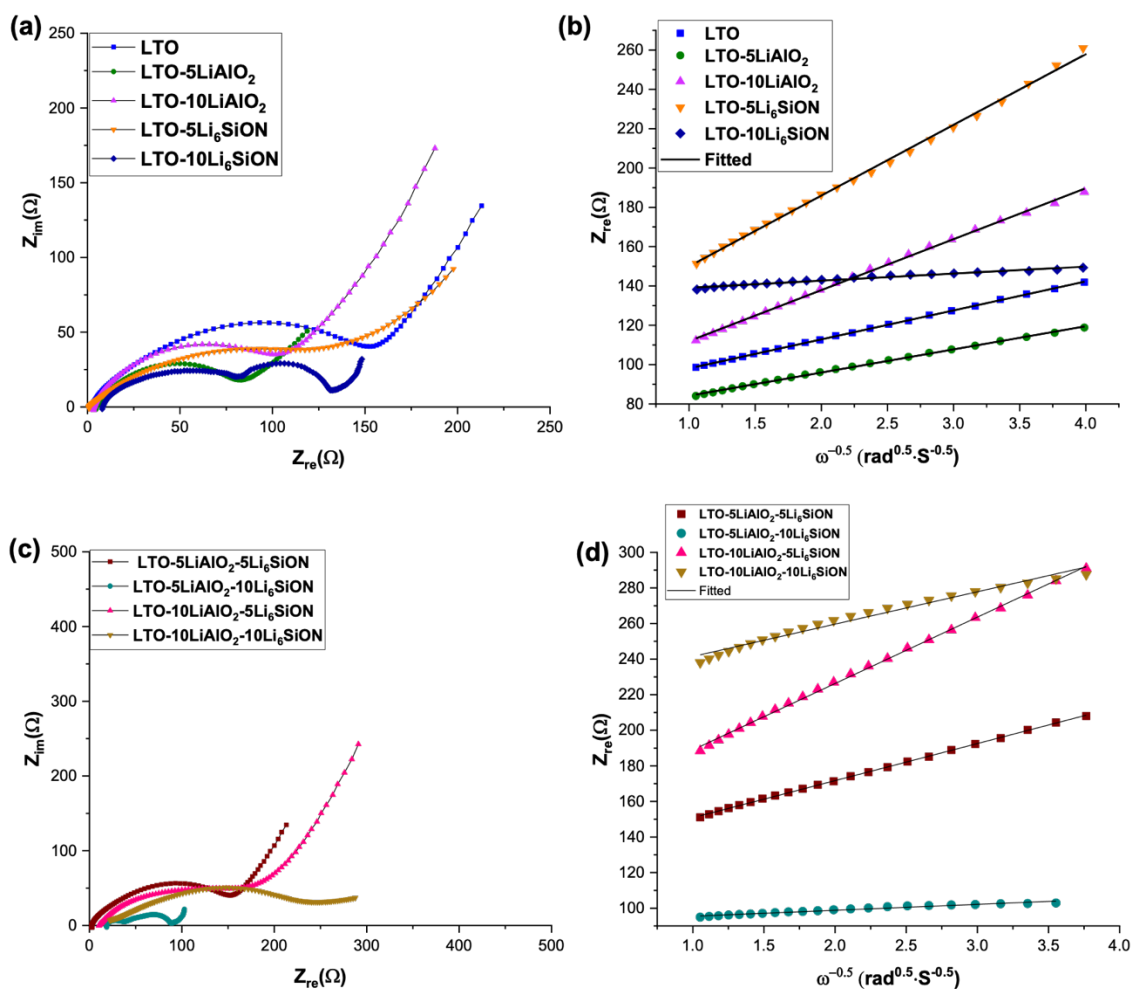 (a)
250
200
150
100
50
0
Z_im(Ω)
LTO
LTO-5LiAlO₂
LTO-10LiAlO₂
LTO-5Li₆SiON
LTO-10Li₆SiON
0 50 100 150 200 250
Z_re(Ω)
(b)
260
240
220
200
180
160
140
120
100
80
Z_re(Ω)
LTO
LTO-5LiAlO₂
LTO-10LiAlO₂
LTO-5Li₆SiON
LTO-10Li₆SiON
Fitted
1.0 1.5 2.0 2.5 3.0 3.5 4.0
ω⁻⁰·⁵ (rad⁰·⁵·S⁻⁰·⁵)
(c)
500
400
300
200
100
0
Z_im(Ω)
LTO-5LiAlO₂-5Li₆SiON
LTO-5LiAlO₂-10Li₆SiON
LTO-10LiAlO₂-5Li₆SiON
LTO-10LiAlO₂-10Li₆SiON
0 100 200 300 400 500
Z_re(Ω)
(d)
300
280
260
240
220
200
180
160
140
120
100
Z_re(Ω)
LTO-5LiAlO₂-5Li₆SiON
LTO-5LiAlO₂-10Li₆SiON
LTO-10LiAlO₂-5Li₆SiON
LTO-10LiAlO₂-10Li₆SiON
Fitted
1.0 1.5 2.0 2.5 3.0 3.5 4.0
ω⁻⁰·⁵ (rad⁰·⁵·S⁻⁰·⁵)